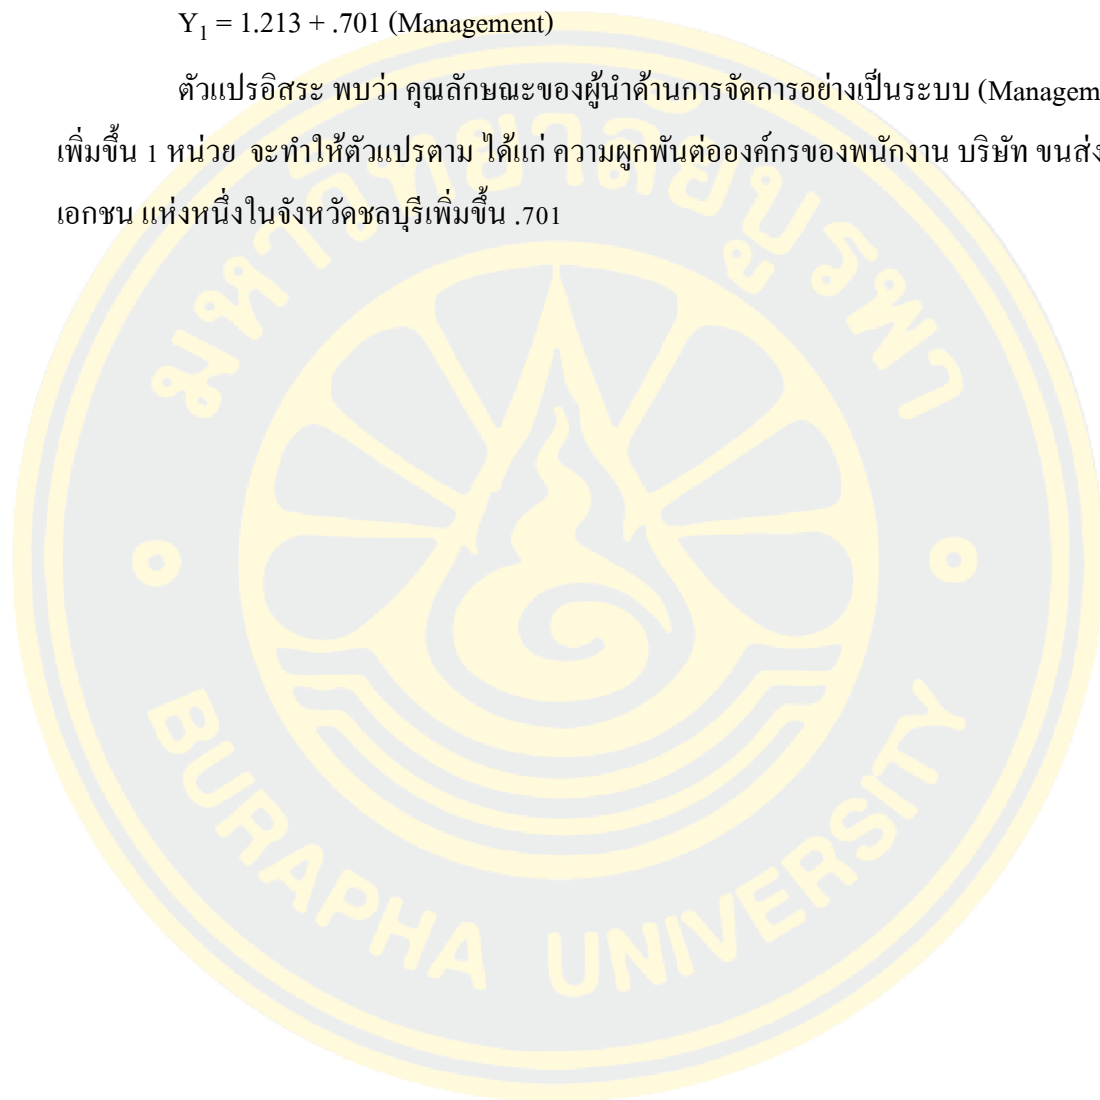 Y1 = 1.213 + .701 (Management)
ตัวแปรอิสระ พบว่า คุณลักษณะของผู้นำด้านการจัดการอย่างเป็นระบบ (Managem
เพิ่มขึ้น 1 หน่วย จะทำให้ตัวแปรตาม ได้แก่ ความผูกพันต่อองค์กรของพนักงาน บริษัท ขนส่ง
เอกชน แห่งหนึ่งในจังหวัดชลบุรีเพิ่มขึ้น .701
มหาวิทยาลัยบูรพา
BURAPHA UNIVERSITY